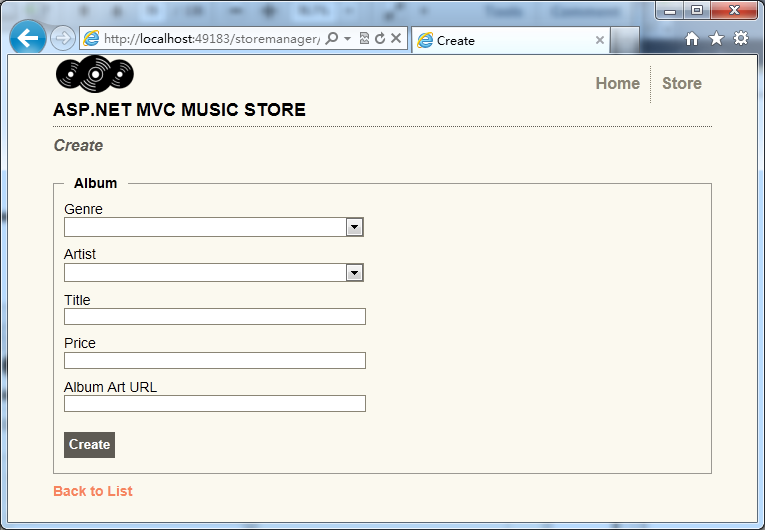 http://localhost:49183/storemanager/
Create
Home
Store
ASP.NET MVC MUSIC STORE
Create
Album
Genre
Artist
Title
Price
Album Art URL
Create
Back to List